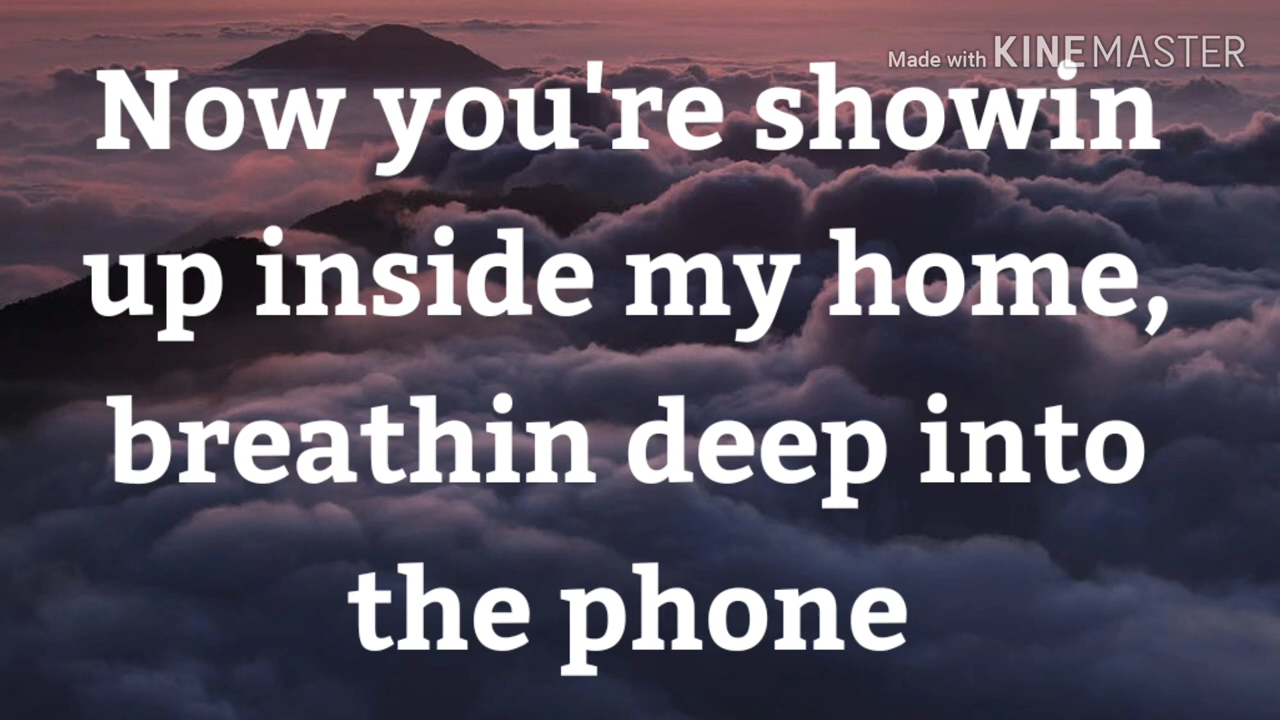 Made with KINEMASTER
Now you're showin
up inside my home,
breathin deep into
the phone